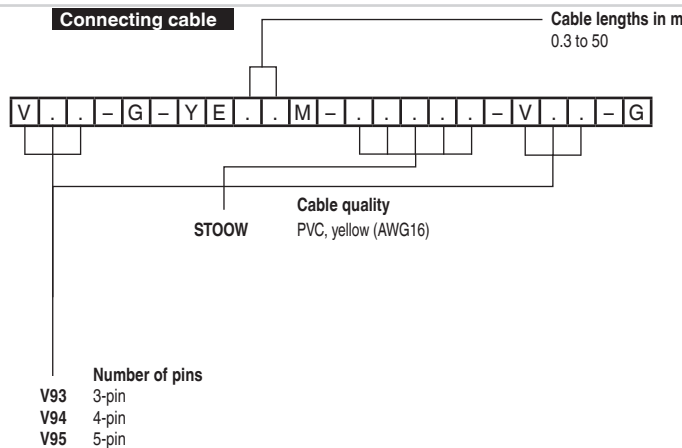 Connecting cable
Cable lengths in m
0.3 to 50
V . . – G – Y E . . M – . . . . . – V . . – G
Cable quality
STOOW PVC, yellow (AWG16)
Number of pins
V93 3-pin
V94 4-pin
V95 5-pin